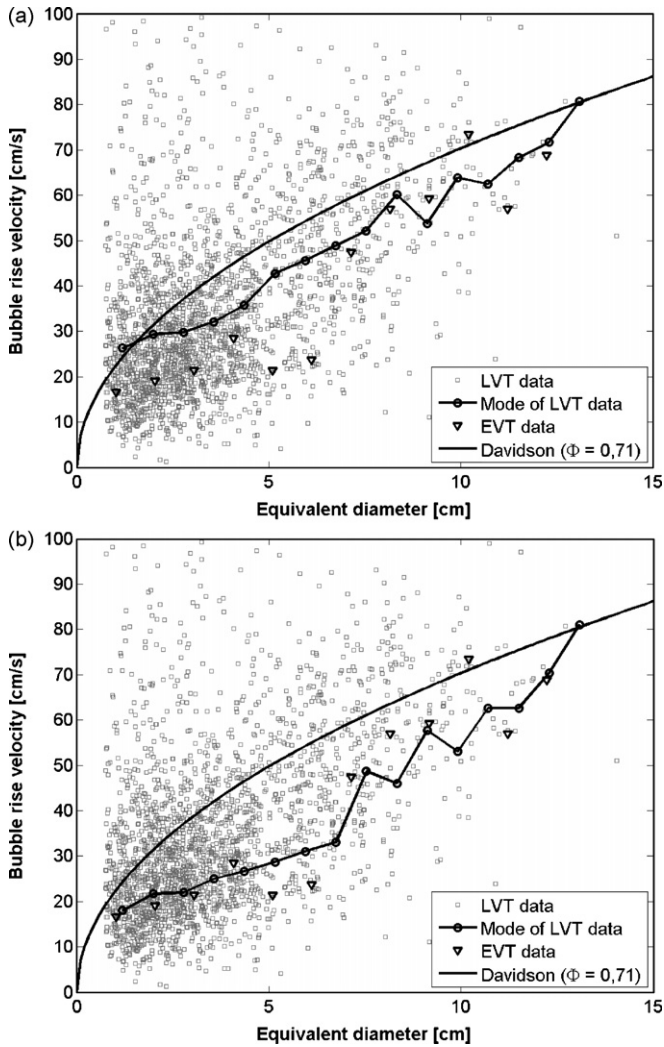 (a)
100
90
80
70
60
50
40
30
20
10
0
Bubble rise velocity [cm/s]
LVT data
Mode of LVT data
EVT data
Davidson (Φ = 0,71)
0
5
10
15
Equivalent diameter [cm]
(b)
100
90
80
70
60
50
40
30
20
10
0
Bubble rise velocity [cm/s]
LVT data
Mode of LVT data
EVT data
Davidson (Φ = 0,71)
0
5
10
15
Equivalent diameter [cm]